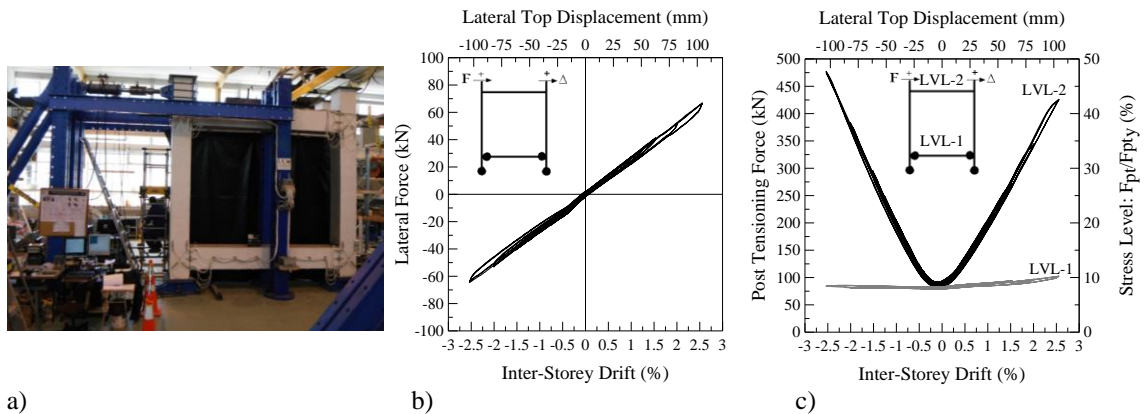 Lateral Top Displacement (mm)
-100 -75 -50 -25 0 25 50 75 100
100
80
60
40
20
0
-20
-40
-60
-80
-100
Lateral Force (kN)
F + + Δ
-3 -2.5 -2 -1.5 -1 -0.5 0 0.5 1 1.5 2 2.5 3
Inter-Storey Drift (%)
Lateral Top Displacement (mm)
-100 -75 -50 -25 0 25 50 75 100
500
450
400
350
300
250
200
150
100
50
0
Post Tensioning Force (kN)
F + + Δ
LVL-2
LVL-1
LVL-2
LVL-1
50
40
30
20
10
0
Stress Level: Fpt/Fpty (%)
-3 -2.5 -2 -1.5 -1 -0.5 0 0.5 1 1.5 2 2.5 3
Inter-Storey Drift (%)
a) b) c)